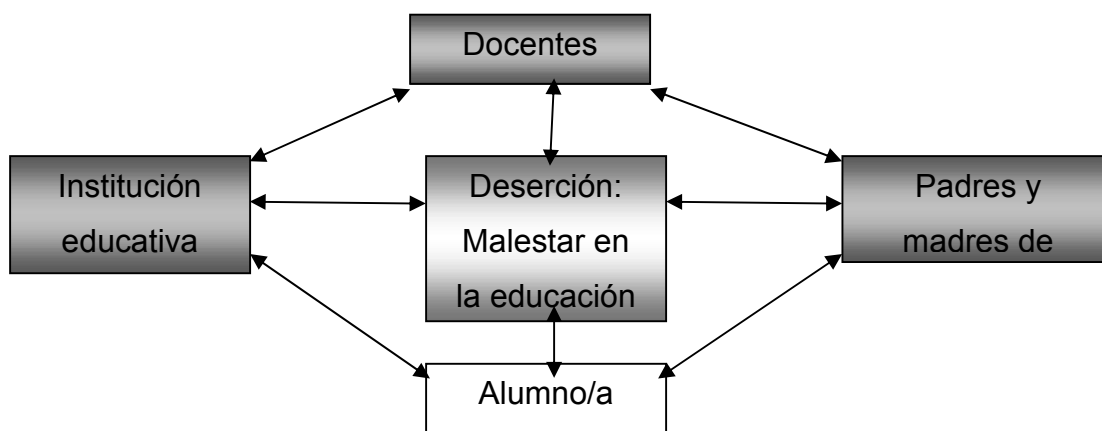 Docentes
Institución
educativa
Deserción:
Malestar en
la educación
Padres y
madres de
Alumno/a